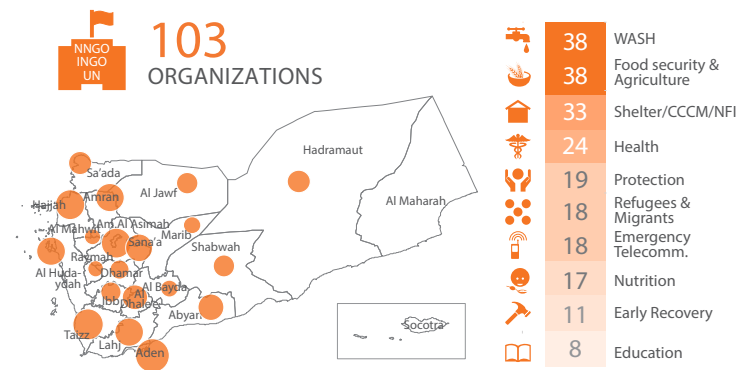 NNGO
INGO
UN
103
ORGANIZATIONS
Hadramaut
Sa'ada
Al Jawf
Amran
Hajjah
Al Maharah
Am.Al Asimah
Al Mahwit
Marib
Sana'a
Shabwah
Raymah
Dhamar
Al Huda-
ydah
Al Bayda
Ibb
Al
Dhale'e
Abyan
Taizz
Lahj
Aden
Socotra
38 WASH
38 Food security &
Agriculture
33 Shelter/CCCM/NFI
24 Health
19 Protection
18 Refugees &
Migrants
18 Emergency
Telecomm.
17 Nutrition
11 Early Recovery
8 Education